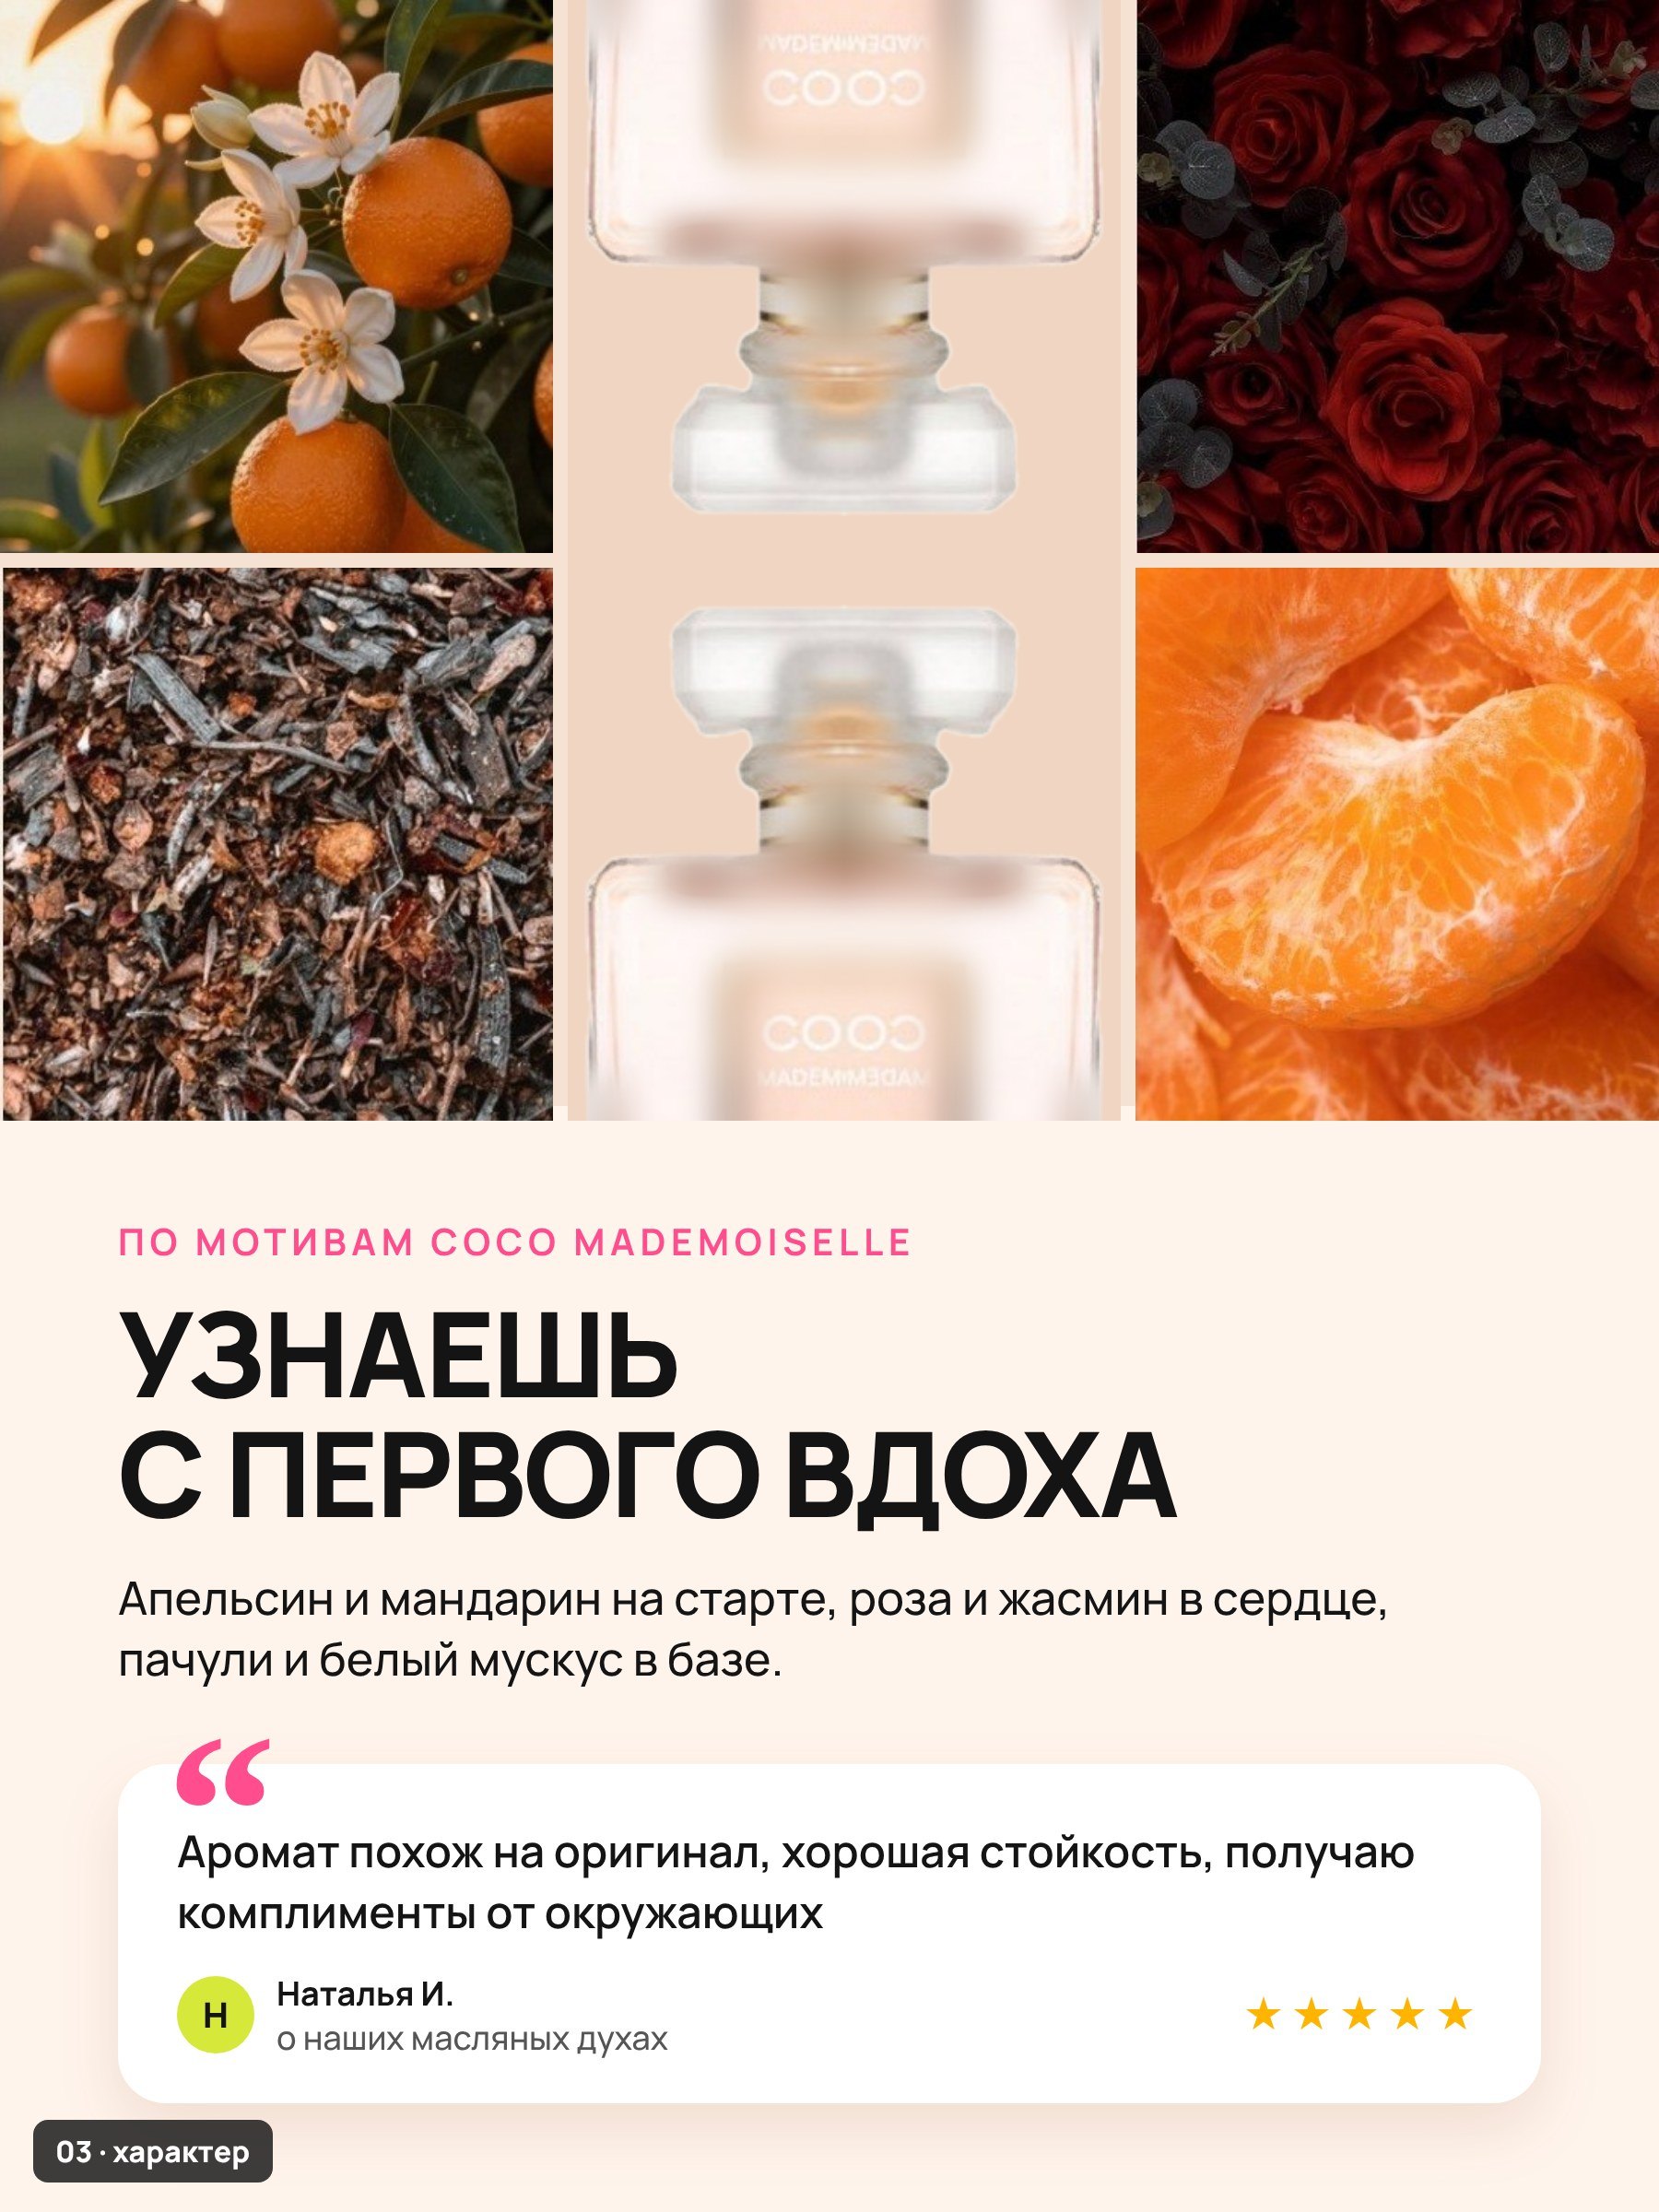 COOC
ПО МОТИВАМ COCO MADEMOISELLE
УЗНАЕШЬ
С ПЕРВОГО ВДОХА
Апельсин и мандарин на старте, роза и жасмин в сердце,
пачули и белый мускус в базе.
“
Аромат похож на оригинал, хорошая стойкость, получаю
комплименты от окружающих
Н
Наталья И.
о наших масляных духах
★★★★★
03 · характер